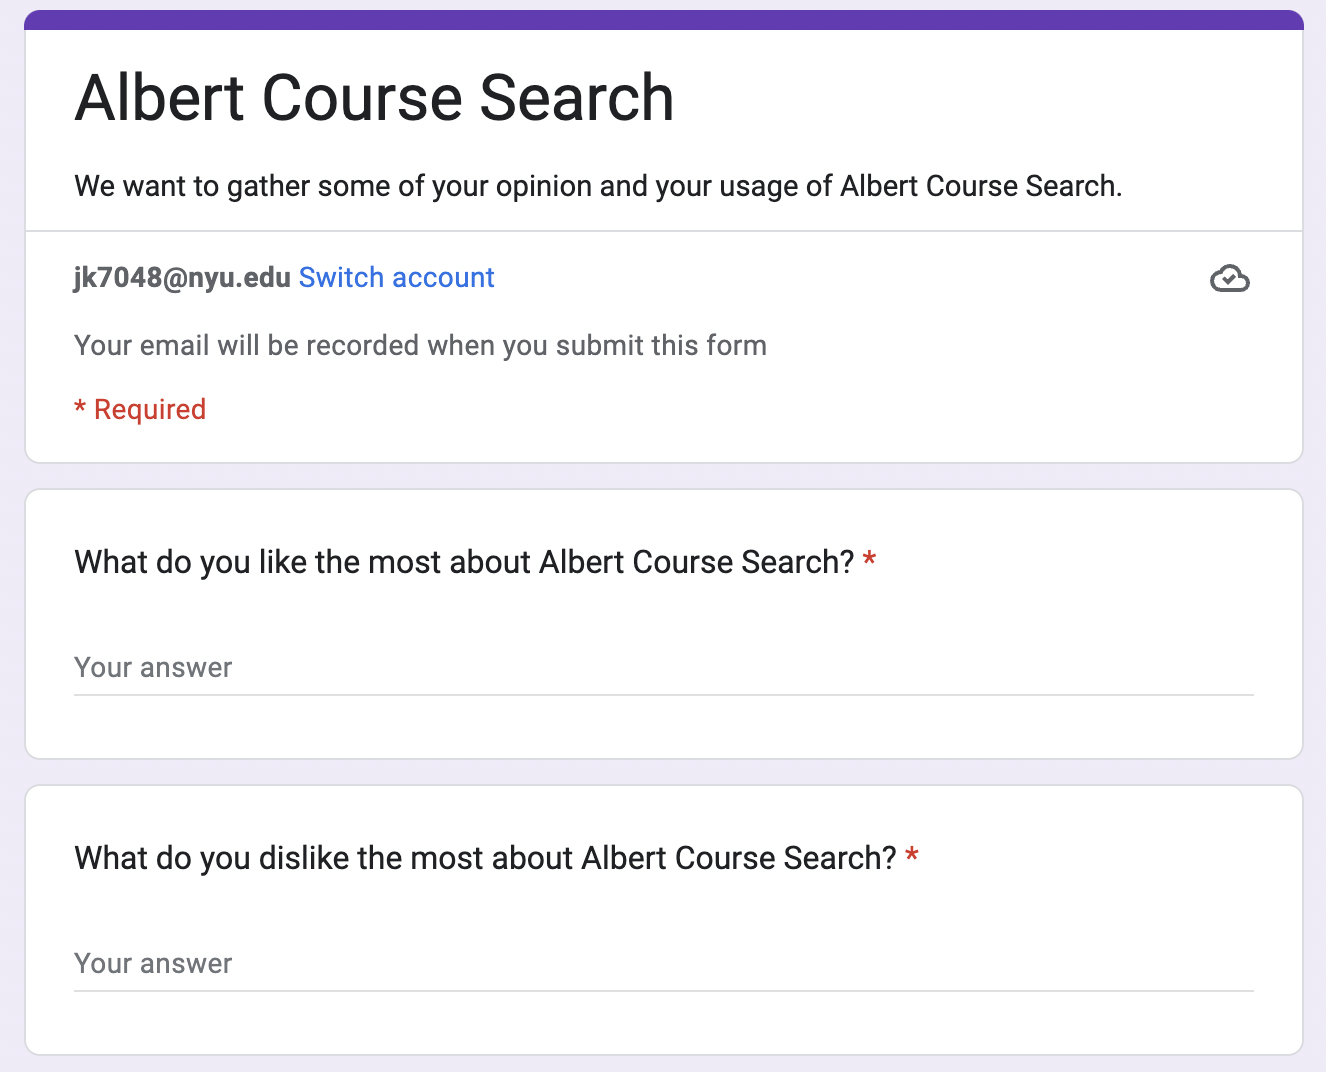 Albert Course Search
We want to gather some of your opinion and your usage of Albert Course Search.
jk7048@nyu.edu Switch account
Your email will be recorded when you submit this form
* Required
What do you like the most about Albert Course Search? *
Your answer
What do you dislike the most about Albert Course Search? *
Your answer